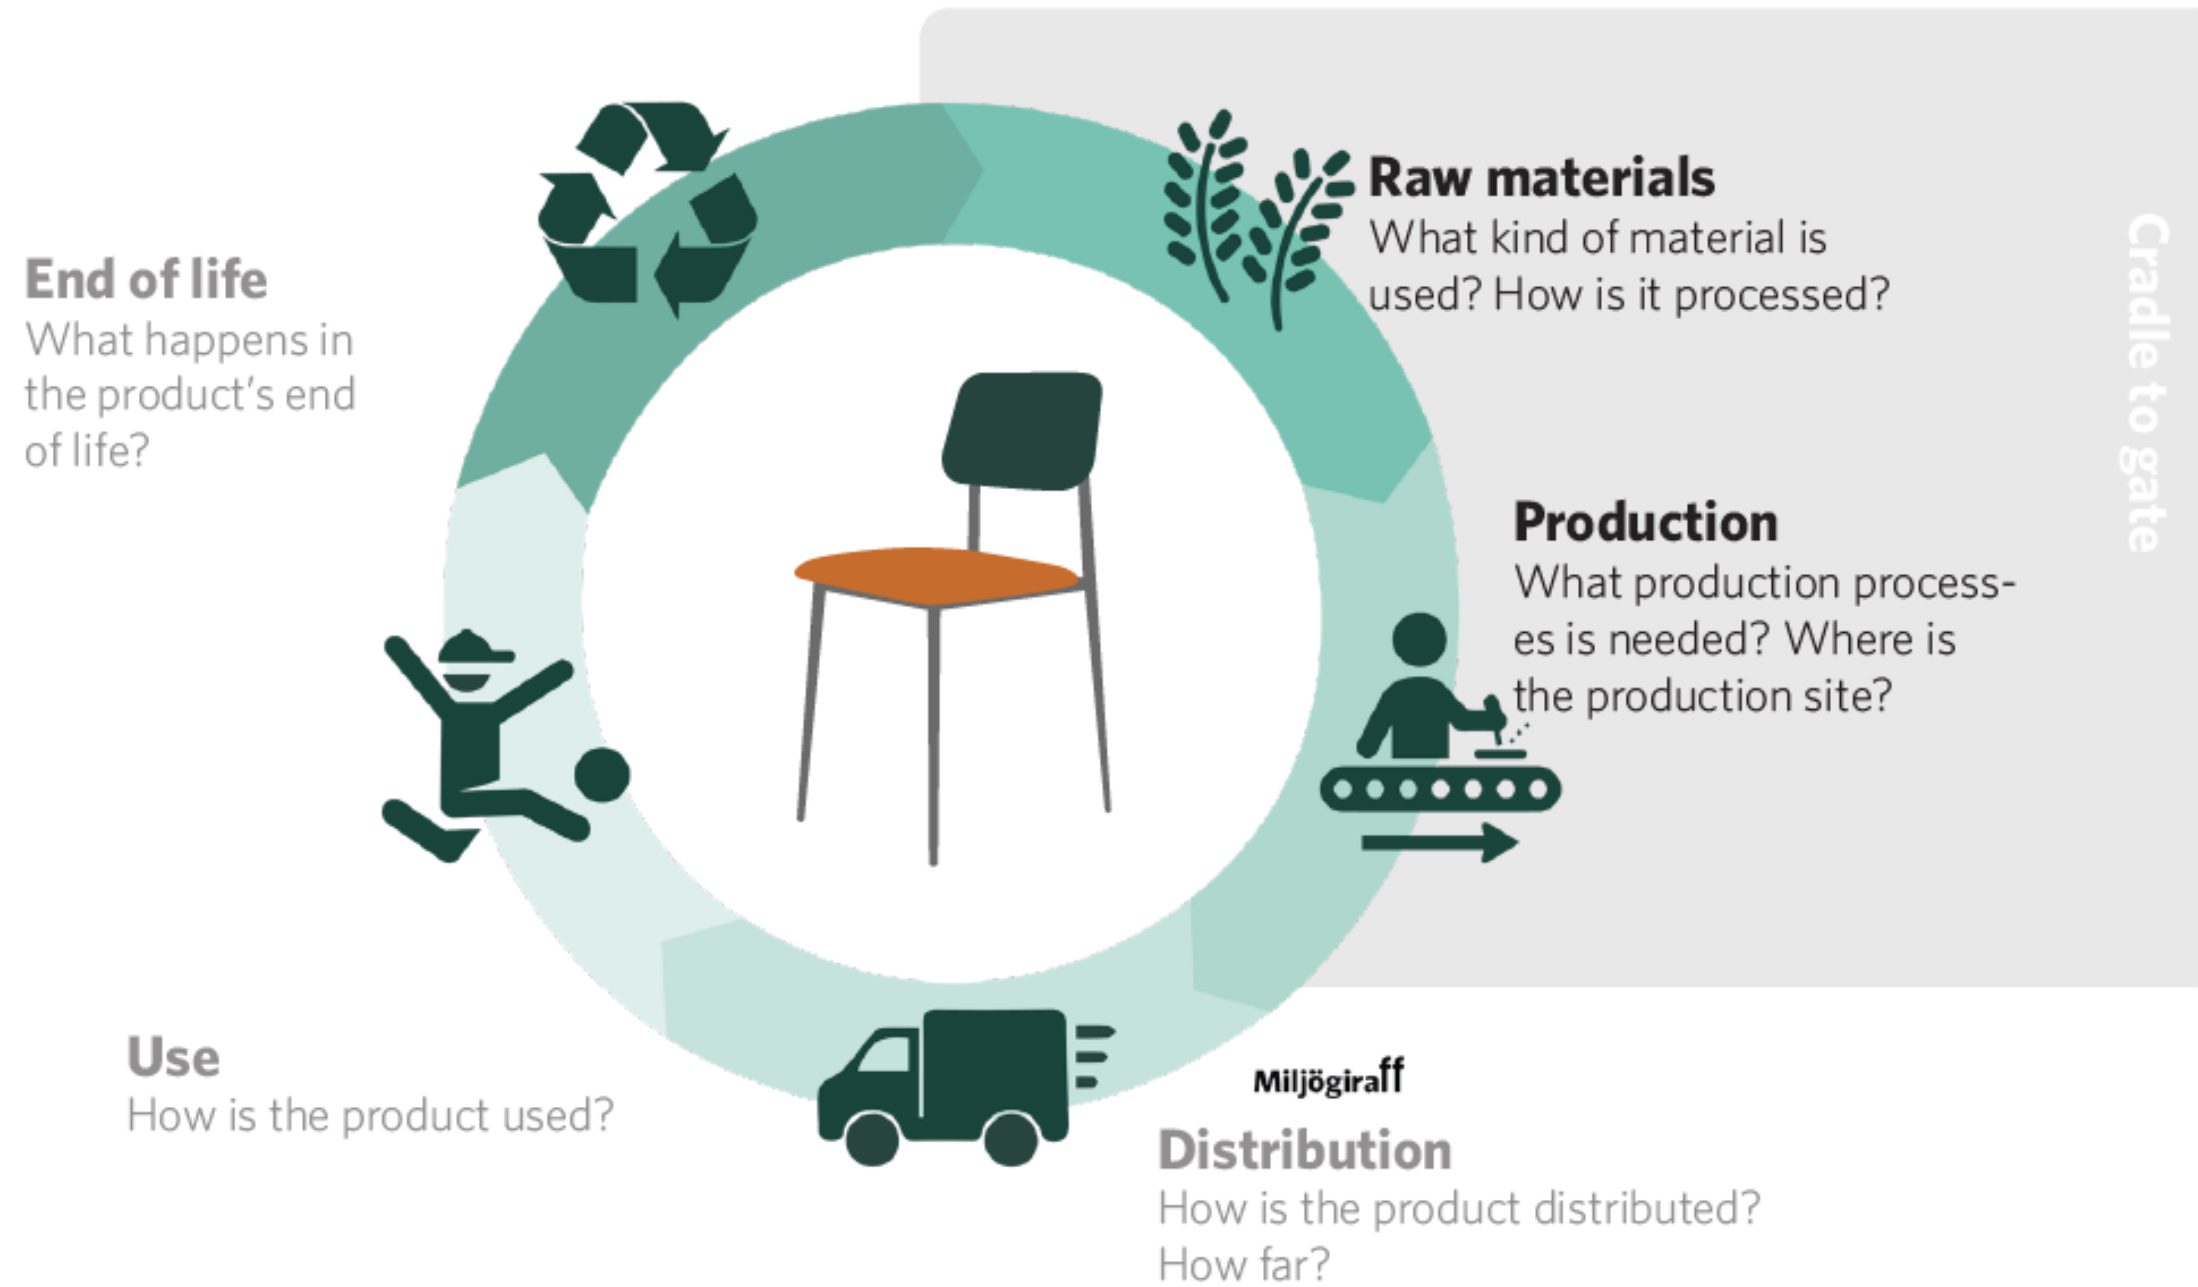 Raw materials
What kind of material is
used? How is it processed?
Cradle to gate
Production
What production process-
es is needed? Where is
the production site?
Miljögiraff
Distribution
How is the product distributed?
How far?
Use
How is the product used?
End of life
What happens in
the product's end
of life?